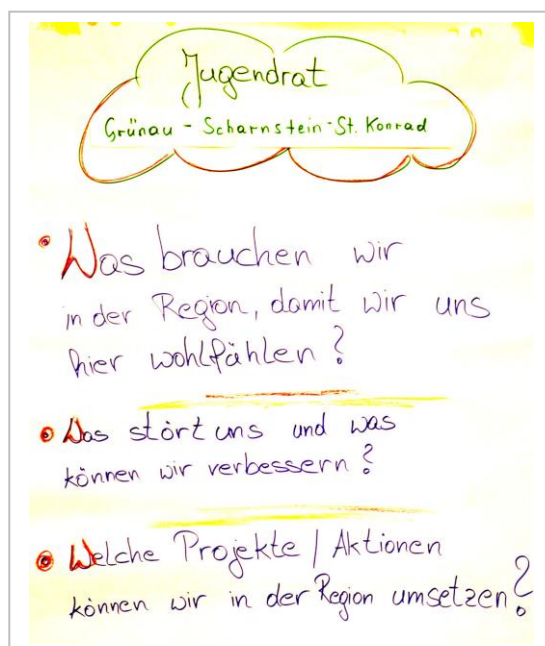 Jugendrat
Grünau - Scharnstein - St. Konrad
Was brauchen wir
in der Region, damit wir uns
hier wohlfühlen?
Was stört uns und was
können wir verbessern?
Welche Projekte / Aktionen
können wir in der Region umsetzen?